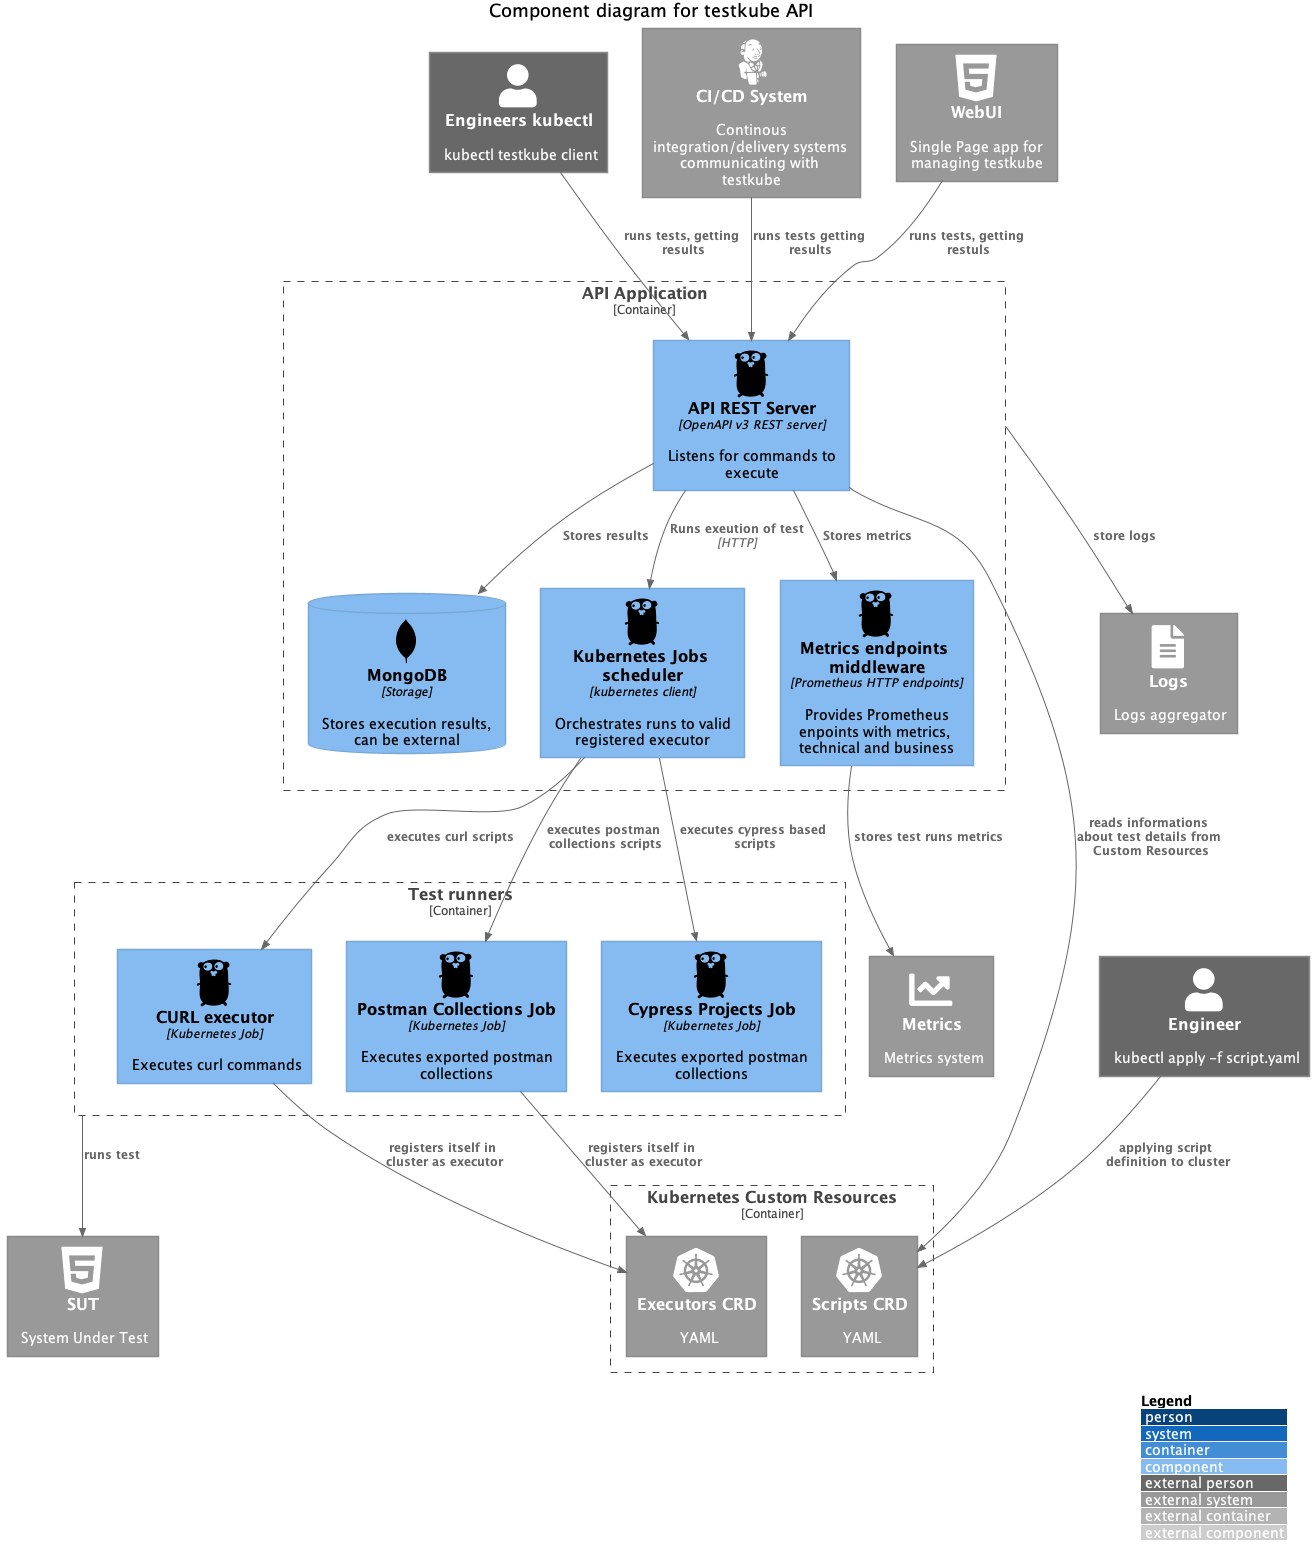 Component diagram for testkube API
Engineers kubectl
kubectl testkube client
CI/CD System
Continous
integration/delivery systems
communicating with
testkube
WebUI
Single Page app for
managing testkube
runs tests, getting
results
runs tests getting
results
runs tests, getting
restuls
API Application
[Container]
API REST Server
[OpenAPI v3 REST server]
Listens for commands to
execute
Stores results
Runs exeution of test
[HTTP]
Stores metrics
store logs
MongoDB
[Storage]
Stores execution results,
can be external
Kubernetes Jobs
scheduler
[kubernetes client]
Orchestrates runs to valid
registered executor
Metrics endpoints
middleware
[Prometheus HTTP endpoints]
Provides Prometheus
enpoints with metrics,
technical and business
Logs
Logs aggregator
executes curl scripts
executes postman
collections scripts
executes cypress based
scripts
stores test runs metrics
reads informations
about test details from
Custom Resources
Test runners
[Container]
CURL executor
[Kubernetes Job]
Executes curl commands
Postman Collections Job
[Kubernetes Job]
Executes exported postman
collections
Cypress Projects Job
[Kubernetes Job]
Executes exported postman
collections
Metrics
Metrics system
Engineer
kubectl apply -f script.yaml
runs test
registers itself in
cluster as executor
registers itself in
cluster as executor
applying script
definition to cluster
Kubernetes Custom Resources
[Container]
SUT
System Under Test
Executors CRD
YAML
Scripts CRD
YAML
Legend
person
system
container
component
external person
external system
external container
external component